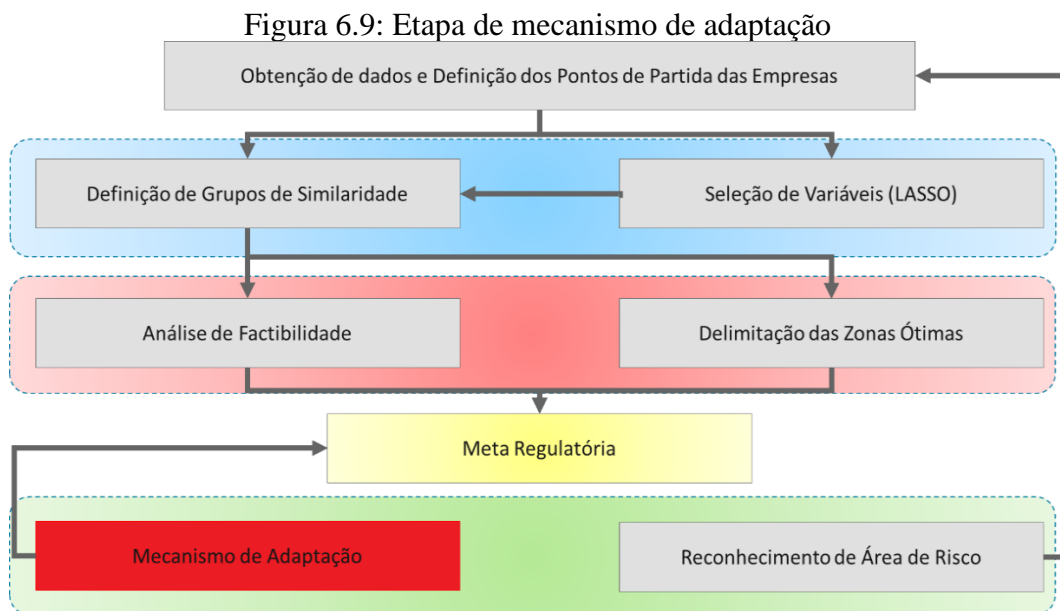 Figura 6.9: Etapa de mecanismo de adaptação
Obtenção de dados e Definição dos Pontos de Partida das Empresas
Definição de Grupos de Similaridade
Seleção de Variáveis (LASSO)
Análise de Factibilidade
Delimitação das Zonas Ótimas
Meta Regulatória
Mecanismo de Adaptação
Reconhecimento de Área de Risco